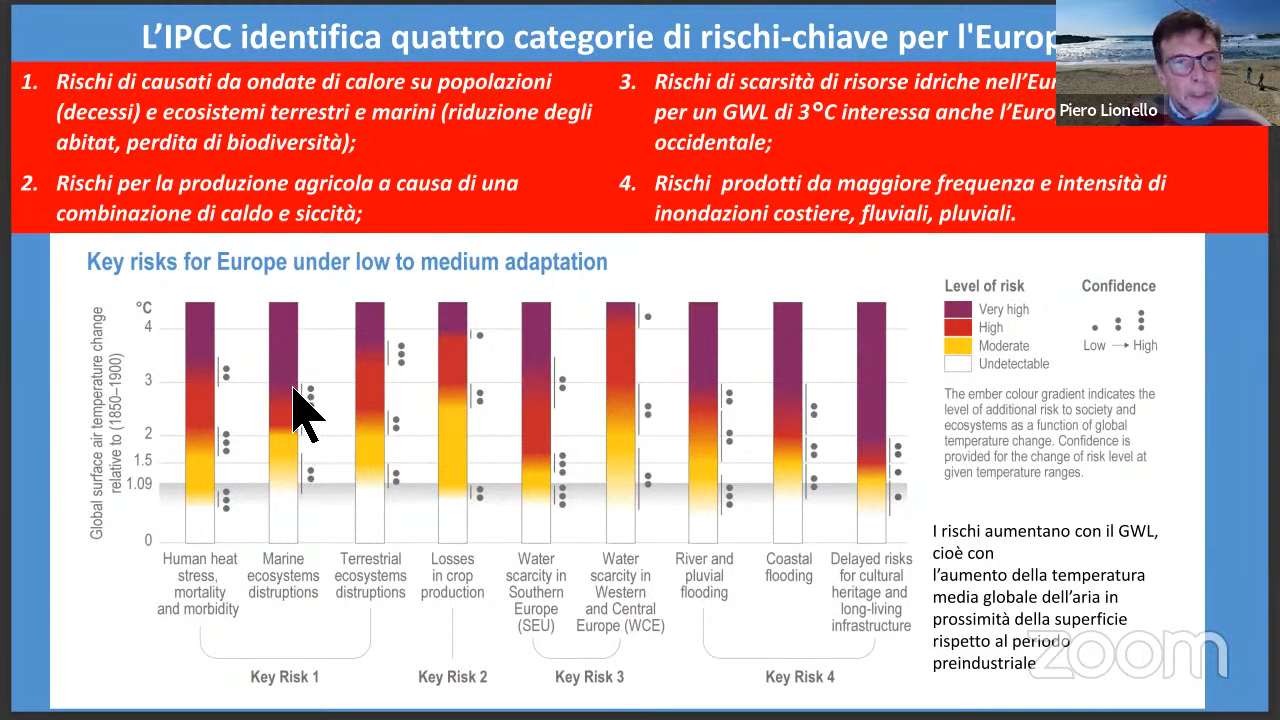 L’IPCC identifica quattro categorie di rischi-chiave per l'Europ
1. Rischi di causati da ondate di calore su popolazioni
(decessi) e ecosistemi terrestri e marini (riduzione degli
abitat, perdita di biodiversità);
2. Rischi per la produzione agricola a causa di una
combinazione di caldo e siccità;
3. Rischi di scarsità di risorse idriche nell’Eur
per un GWL di 3°C interessa anche l’Euro
occidentale;
4. Rischi prodotti da maggiore frequenza e intensità di
inondazioni costiere, fluviali, pluviali.
Piero Lionello
Key risks for Europe under low to medium adaptation
Global surface air temperature change
relative to (1850–1900)
°C
4
3
2
1.5
1.09
0
Human heat
stress,
mortality
and morbidity
Marine
ecosystems
disruptions
Terrestrial
ecosystems
disruptions
Losses
in crop
production
Water
scarcity in
Southern
Europe
(SEU)
Water
scarcity in
Western
and Central
Europe (WCE)
River and
pluvial
flooding
Coastal
flooding
Delayed risks
for cultural
heritage and
long-living
infrastructure
Key Risk 1
Key Risk 2
Key Risk 3
Key Risk 4
Level of risk
Very high
High
Moderate
Undetectable
Confidence
Low → High
The ember colour gradient indicates the
level of additional risk to society and
ecosystems as a function of global
temperature change. Confidence is
provided for the change of risk level at
given temperature ranges.
I rischi aumentano con il GWL,
cioè con
l’aumento della temperatura
media globale dell’aria in
prossimità della superficie
rispetto al periodo
preindustriale
zoom